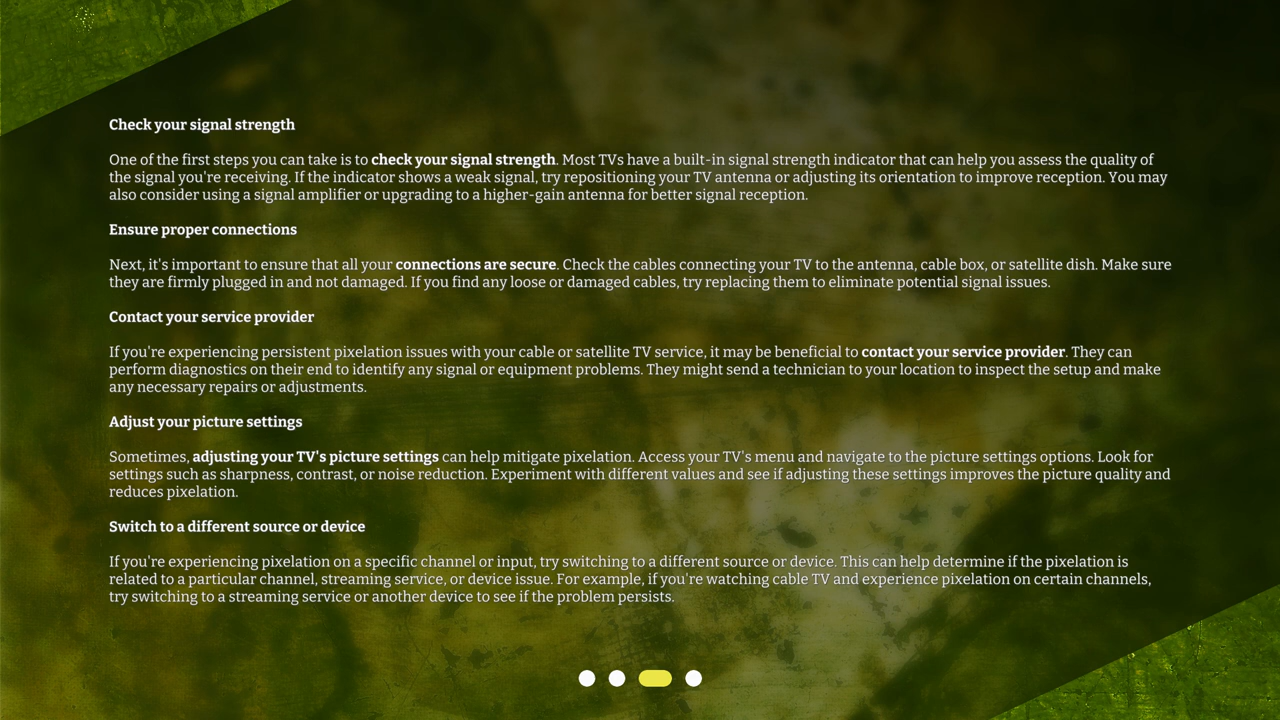 Check your signal strength
One of the first steps you can take is to check your signal strength. Most TVs have a built-in signal strength indicator that can help you assess the quality of
the signal you're receiving. If the indicator shows a weak signal, try repositioning your TV antenna or adjusting its orientation to improve reception. You may
also consider using a signal amplifier or upgrading to a higher-gain antenna for better signal reception.
Ensure proper connections
Next, it's important to ensure that all your connections are secure. Check the cables connecting your TV to the antenna, cable box, or satellite dish. Make sure
they are firmly plugged in and not damaged. If you find any loose or damaged cables, try replacing them to eliminate potential signal issues.
Contact your service provider
If you're experiencing persistent pixelation issues with your cable or satellite TV service, it may be beneficial to contact your service provider. They can
perform diagnostics on their end to identify any signal or equipment problems. They might send a technician to your location to inspect the setup and make
any necessary repairs or adjustments.
Adjust your picture settings
Sometimes, adjusting your TV's picture settings can help mitigate pixelation. Access your TV's menu and navigate to the picture settings options. Look for
settings such as sharpness, contrast, or noise reduction. Experiment with different values and see if adjusting these settings improves the picture quality and
reduces pixelation.
Switch to a different source or device
If you're experiencing pixelation on a specific channel or input, try switching to a different source or device. This can help determine if the pixelation is
related to a particular channel, streaming service, or device issue. For example, if you're watching cable TV and experience pixelation on certain channels,
try switching to a streaming service or another device to see if the problem persists.